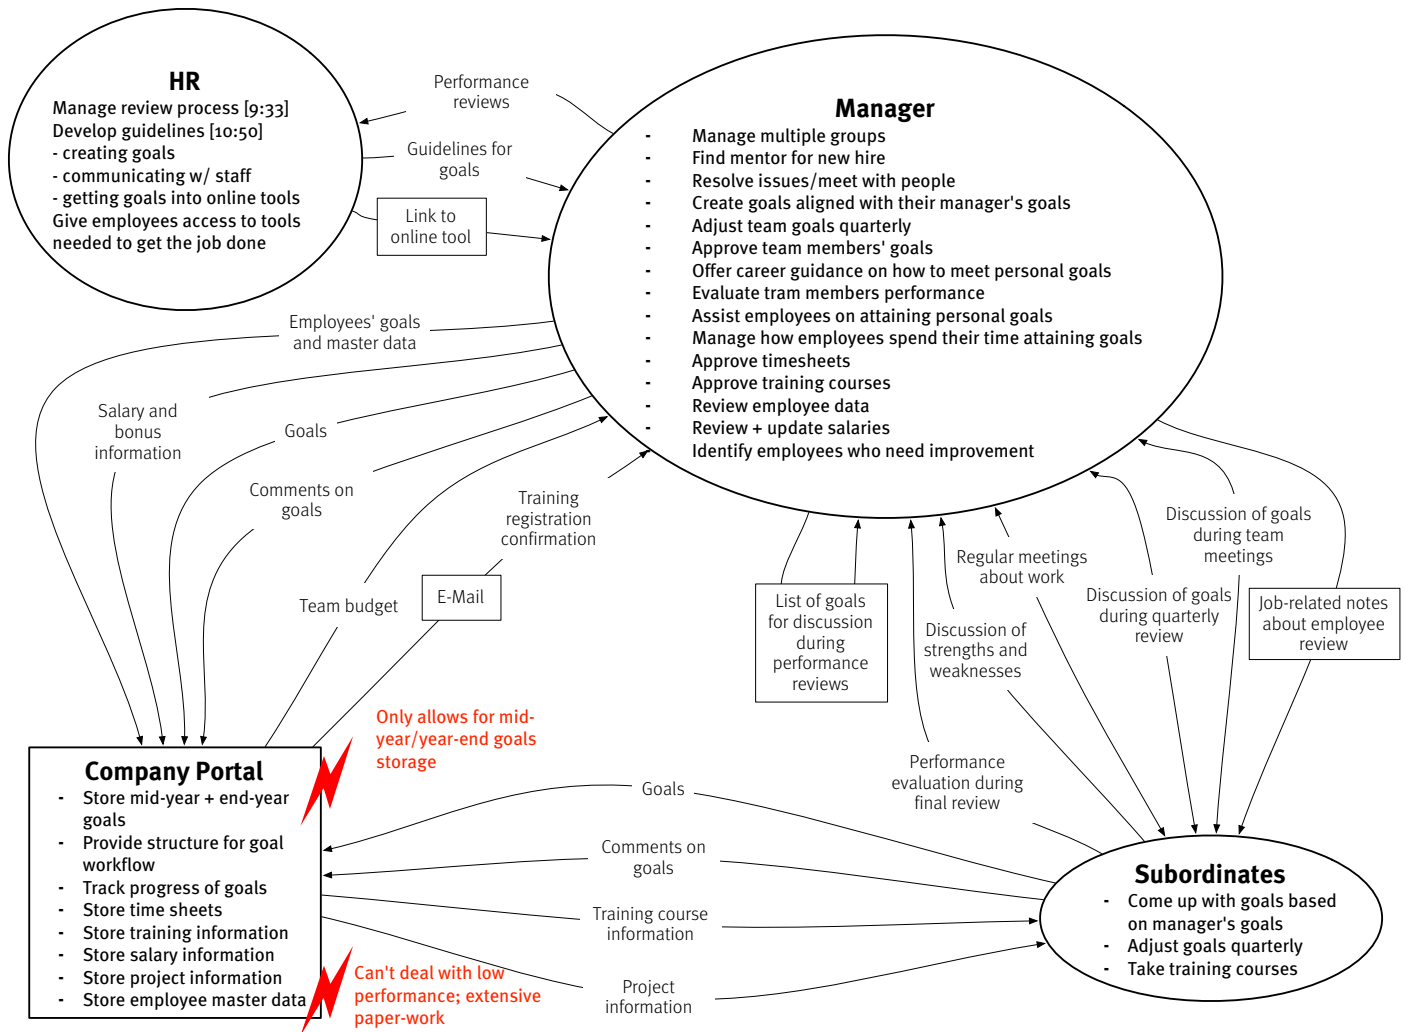 HR
Manage review process [9:33]
Develop guidelines [10:50]
- creating goals
- communicating w/ staff
- getting goals into online tools
Give employees access to tools
needed to get the job done
Performance
reviews
Guidelines for
goals
Link to
online tool
Manager
- Manage multiple groups
- Find mentor for new hire
- Resolve issues/meet with people
- Create goals aligned with their manager's goals
- Adjust team goals quarterly
- Approve team members' goals
- Offer career guidance on how to meet personal goals
- Evaluate tram members performance
- Assist employees on attaining personal goals
- Manage how employees spend their time attaining goals
- Approve timesheets
- Approve training courses
- Review employee data
- Review + update salaries
- Identify employees who need improvement
Employees' goals
and master data
Salary and
bonus
information
Goals
Comments on
goals
Team budget
Training
registration
confirmation
E-Mail
List of goals
for discussion
during
performance
reviews
Performance
evaluation during
final review
Discussion of
strengths and
weaknesses
Regular meetings
about work
Discussion of goals
during quarterly
review
Discussion of goals
during team
meetings
Job-related notes
about employee
review
Only allows for mid-
year/year-end goals
storage
Company Portal
- Store mid-year + end-year
goals
- Provide structure for goal
workflow
- Track progress of goals
- Store time sheets
- Store training information
- Store salary information
- Store project information
- Store employee master data
Can't deal with low
performance; extensive
paper-work
Goals
Comments on
goals
Training course
information
Project
information
Subordinates
- Come up with goals based
on manager's goals
- Adjust goals quarterly
- Take training courses